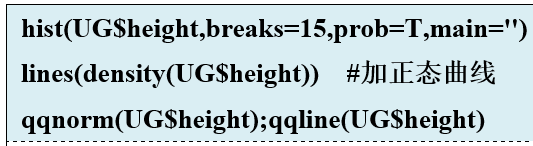 hist(UG$height,breaks=15,prob=T,main='')
lines(density(UG$height)) #加正态曲线
qqnorm(UG$height);qqline(UG$height)